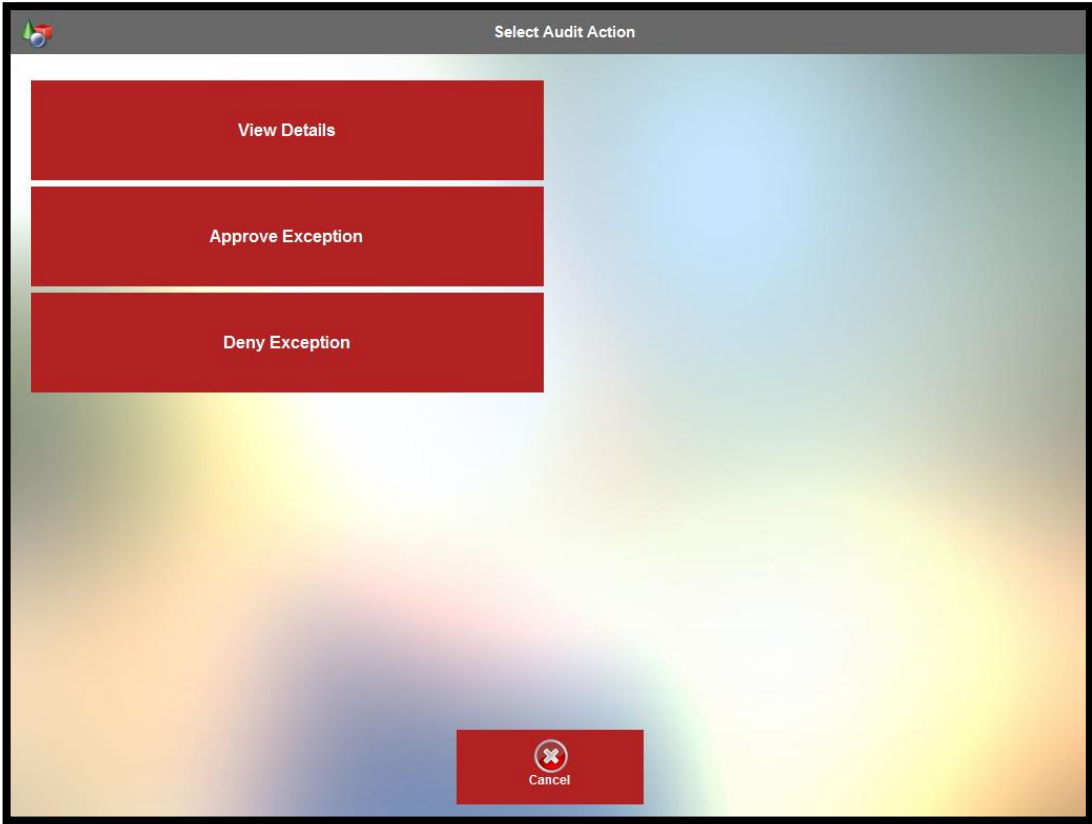 Select Audit Action
View Details
Approve Exception
Deny Exception
Cancel